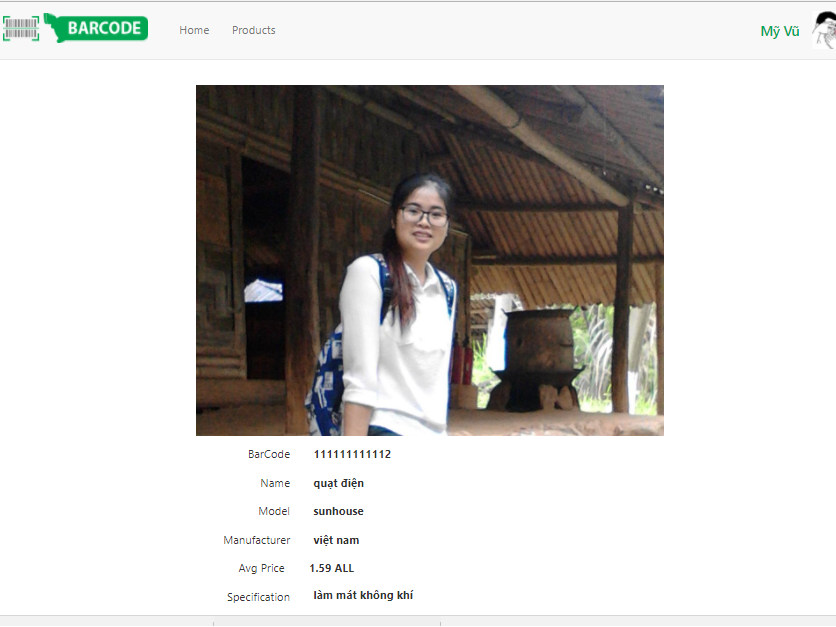 BARCODE Home Products Mỹ Vũ
BarCode 111111111112
Name quạt điện
Model sunhouse
Manufacturer việt nam
Avg Price 1.59 ALL
Specification làm mát không khí